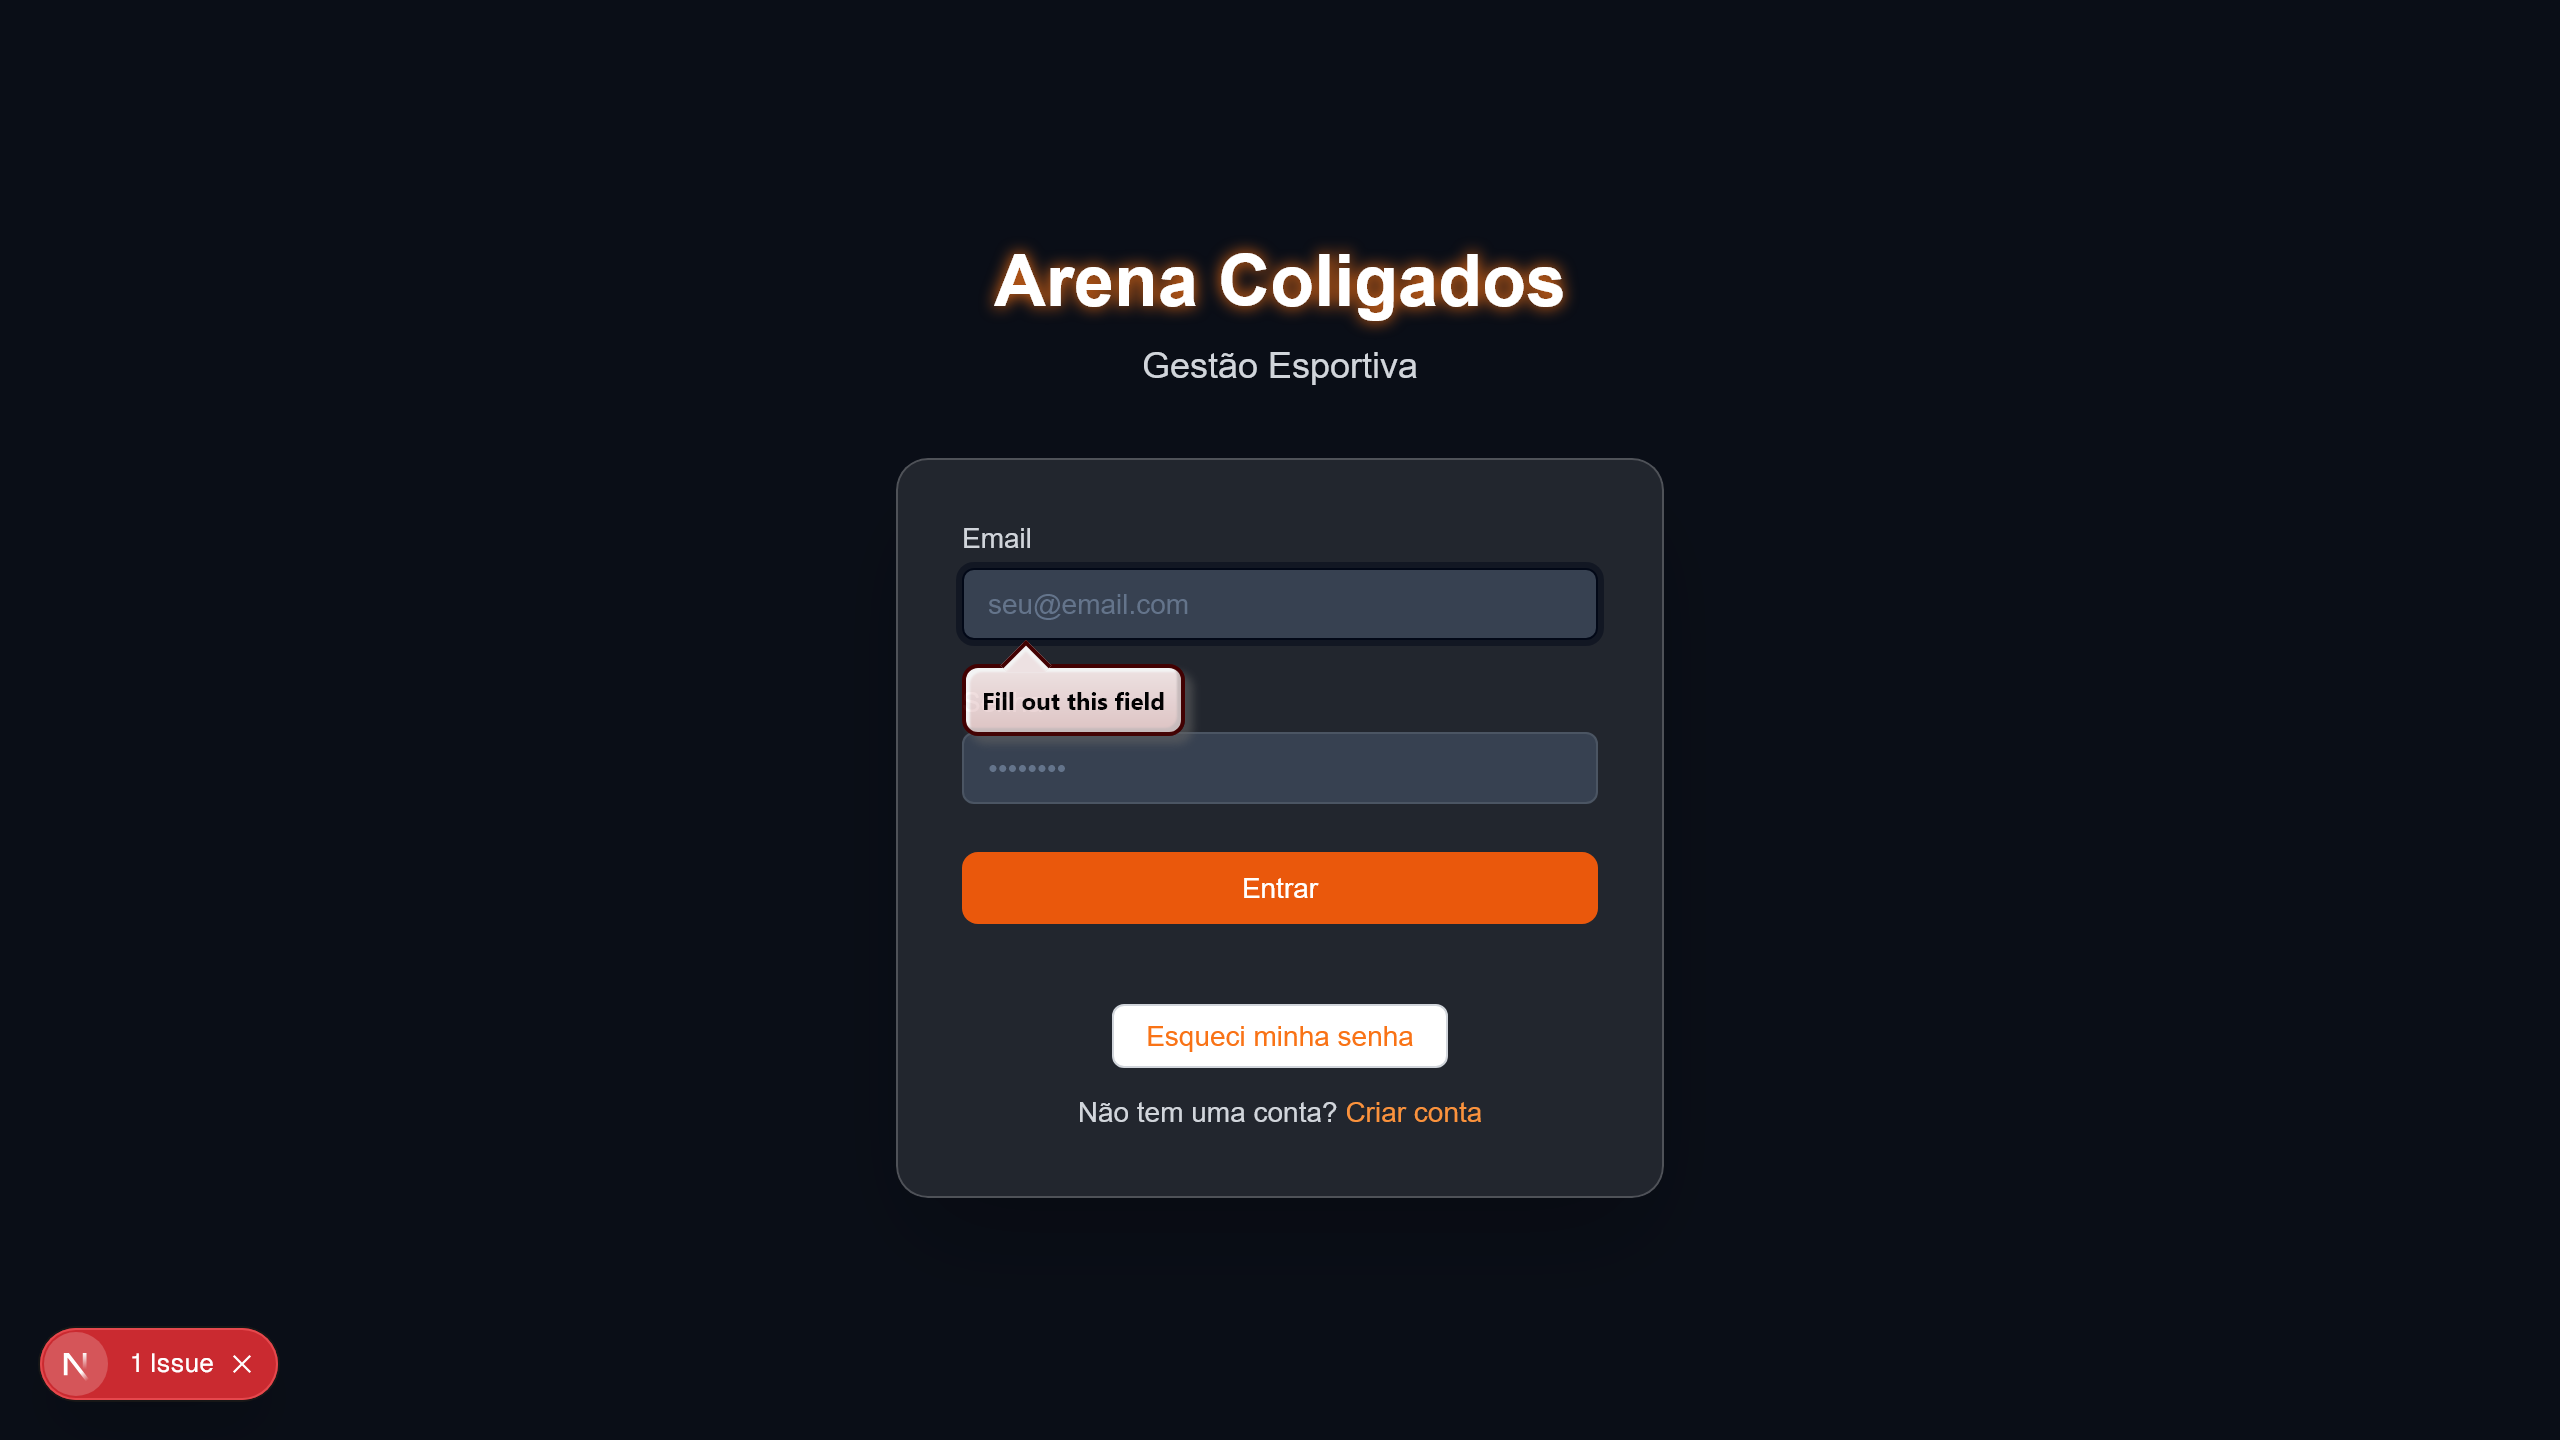 Arena Coligados
Gestão Esportiva
Email
seu@email.com
Fill out this field
••••••••
Entrar
Esqueci minha senha
Não tem uma conta? Criar conta
N 1 Issue